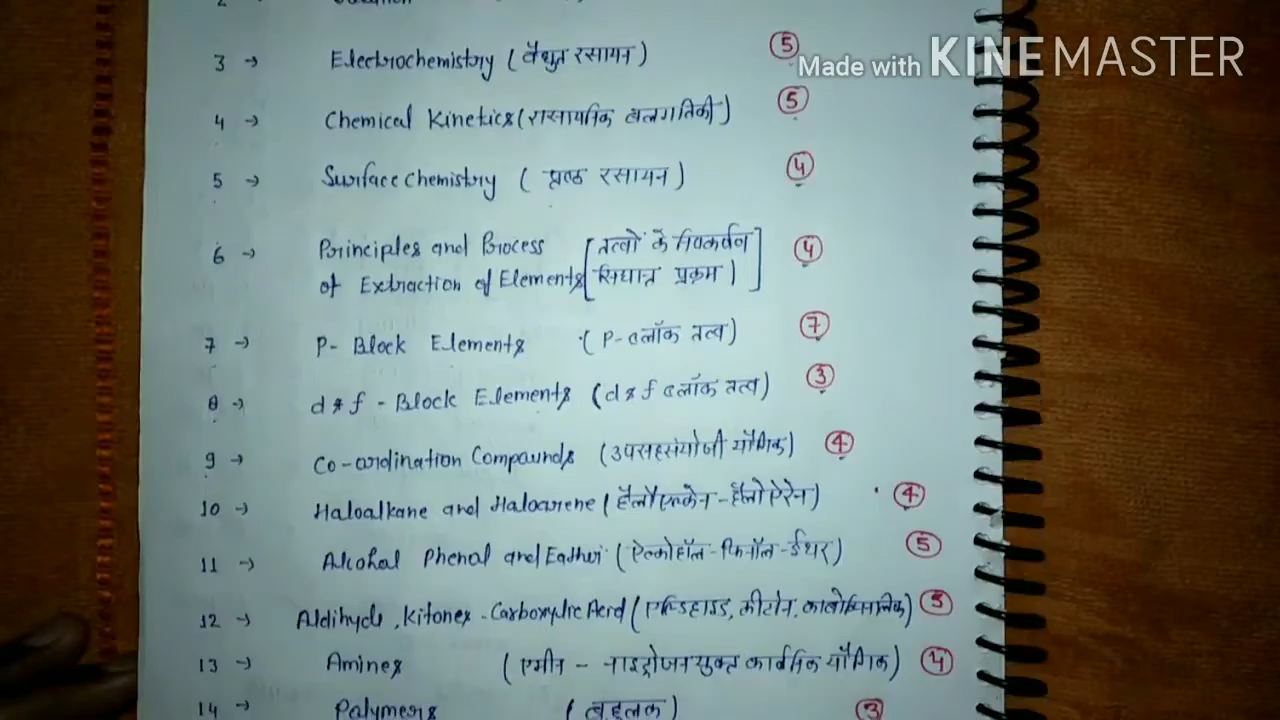 3 → Electrochemistry (वैधुत रसायन) 5
Made with KINEMASTER
4 → Chemical Kinetics (रासायनिक बलगतिकी) 5
5 → Surface Chemistry ( प्रष्ठ रसायन ) 4
6 → Principles and Process [तत्वों के निष्कर्षण] 4
of Extraction of Elements [सिधान्त प्रक्रम )]
7 → P- Block Elements (P-ब्लॉक तत्व) 7
8 → d & f - Block Elements (d & f ब्लॉक तत्व) 3
9 → Co-ordination Compounds (उपसहसंयोजी यौगिक) 4
10 → Haloalkane and Haloarene (हैलौएल्केन - हैलोऐरेन) 4
11 → Alcohal Phenal and Eather (ऐल्कोहॉल - फिनॉल - ईथर) 5
12 → Aldihyde, Kitones - Carboxylic Acid (एल्डिहाइड, कीटोन, 5
13 → Amines (एमीन - नाइट्रोजनयुक्त कार्बनिक यौगिक) 4
14 → Palymers (बहुलक) 3